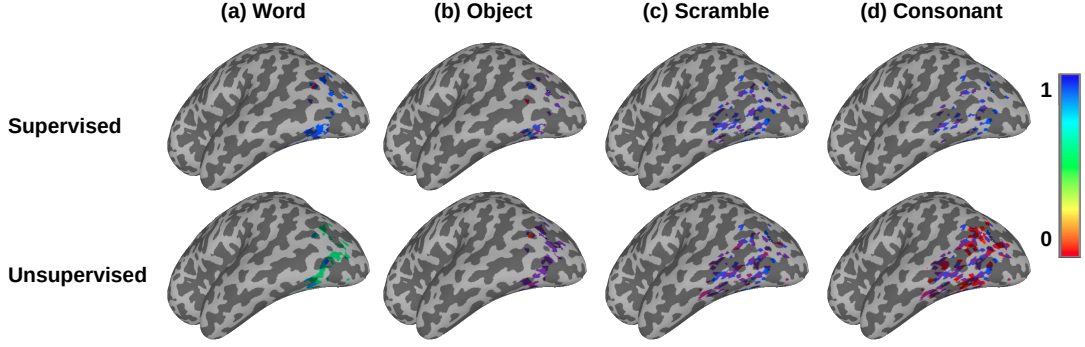 (a) Word
(b) Object
(c) Scramble
(d) Consonant
Supervised
1
0
Unsupervised